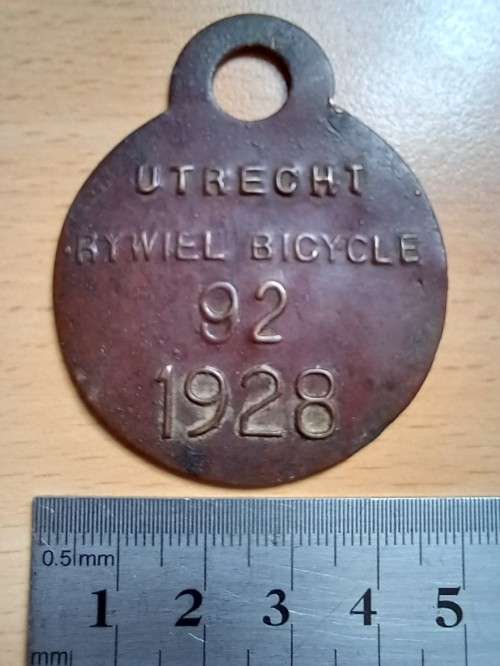 UTRECHT
RYWIEL BICYCLE
92
1928
0.5mm
1 2 3 4 5
mm